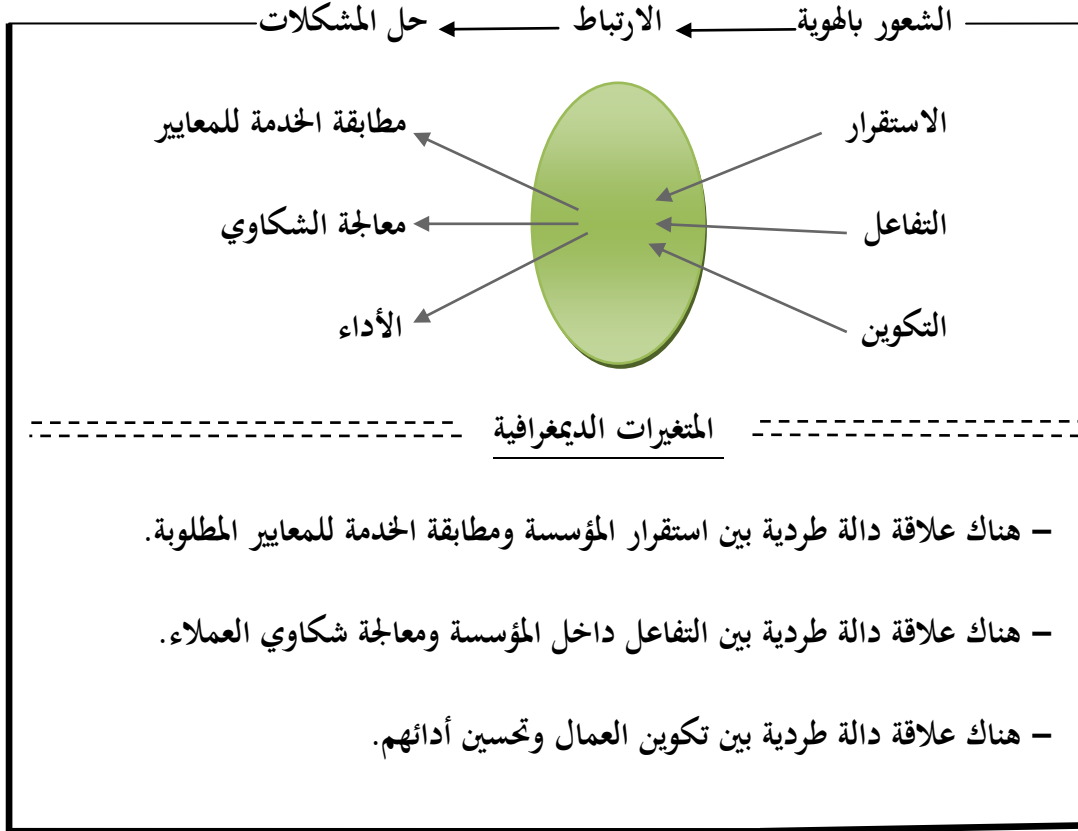 الشعور بالهوية الارتباط حل المشكلات
الاستقرار مطابقة الخدمة للمعايير
التفاعل معالجة الشكاوي
التكوين الأداء
المتغيرات الديمغرافية
– هناك علاقة دالة طردية بين استقرار المؤسسة ومطابقة الخدمة للمعايير المطلوبة.
– هناك علاقة دالة طردية بين التفاعل داخل المؤسسة ومعالجة شكاوي العملاء.
– هناك علاقة دالة طردية بين تكوين العمال وتحسين أدائهم.